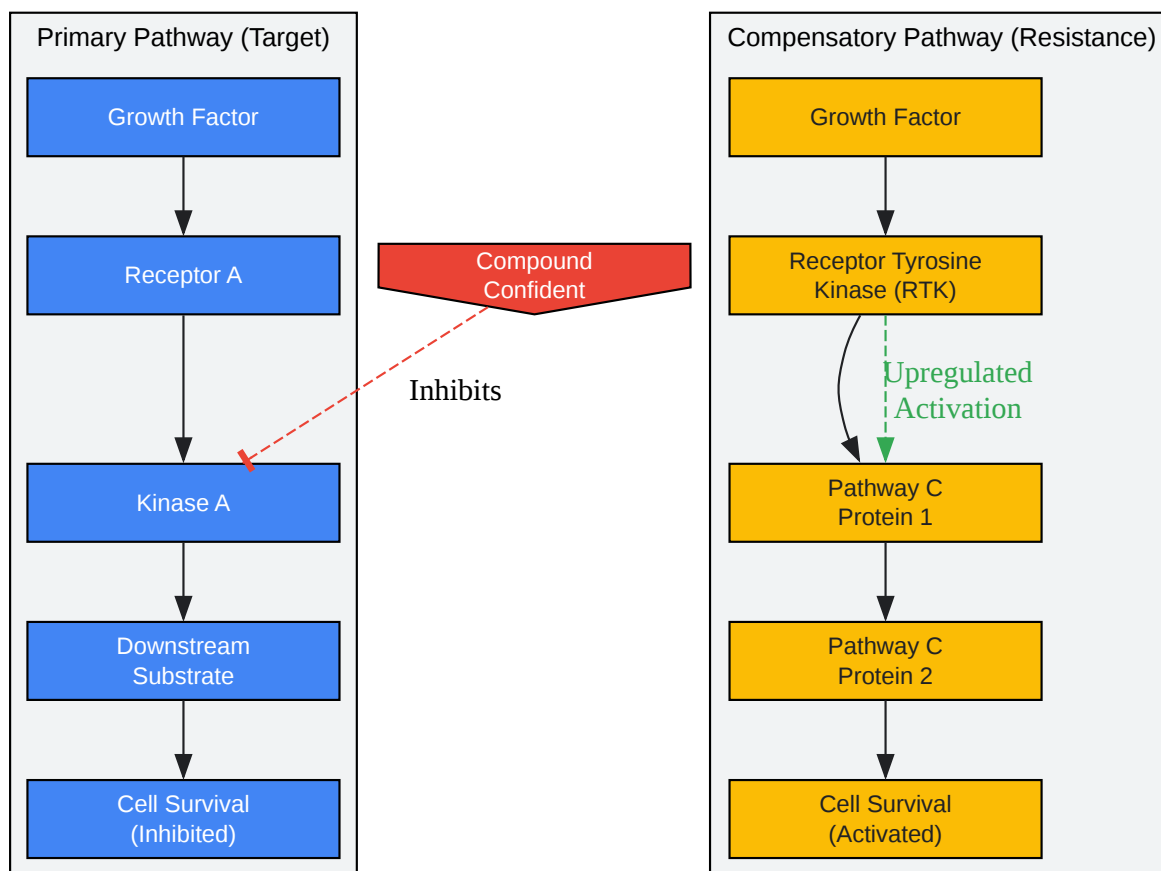 Primary Pathway (Target)
Growth Factor
Receptor A
Kinase A
Downstream
Substrate
Cell Survival
(Inhibited)
Compound
Confident
Inhibits
Compensatory Pathway (Resistance)
Growth Factor
Receptor Tyrosine
Kinase (RTK)
Upregulated
Activation
Pathway C
Protein 1
Pathway C
Protein 2
Cell Survival
(Activated)